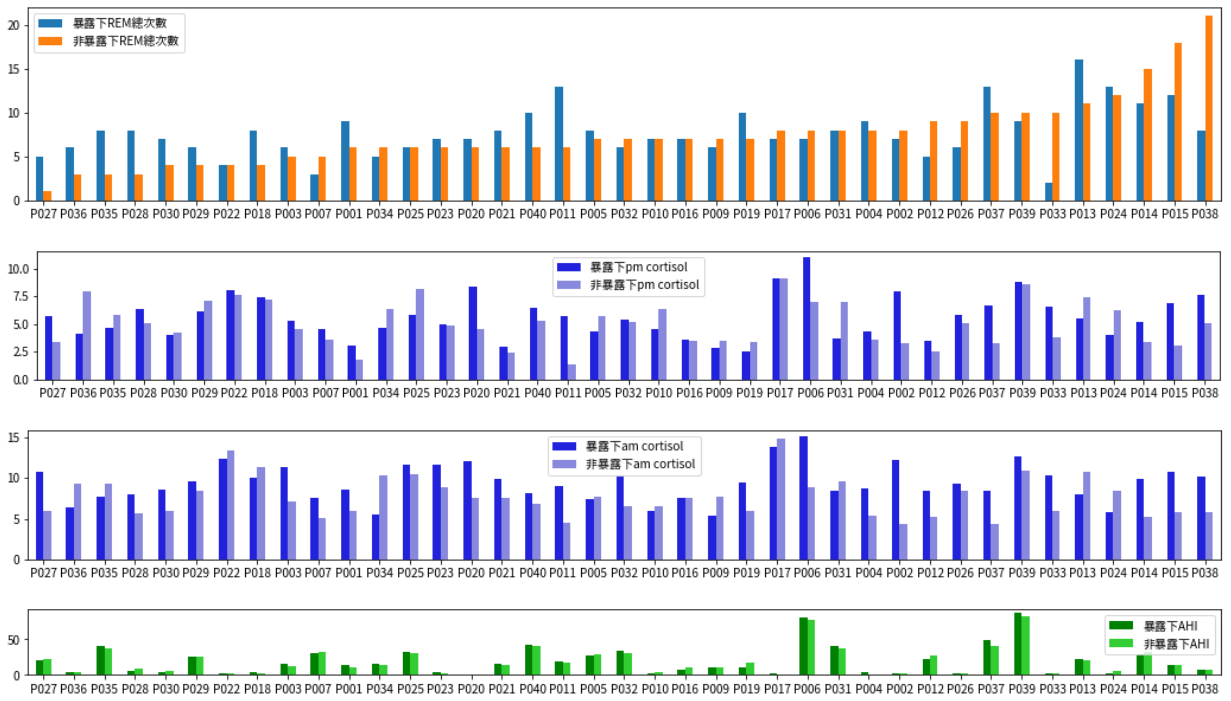 暴露下REM總次數
非暴露下REM總次數
20
15
10
5
0
P027 P036 P035 P028 P030 P029 P022 P018 P003 P007 P001 P034 P025 P023 P020 P021 P040 P011 P005 P032 P010 P016 P009 P019 P017 P006 P031 P004 P002 P012 P026 P037 P039 P033 P013 P024 P014 P015 P038
暴露下pm cortisol
非暴露下pm cortisol
10.0
7.5
5.0
2.5
0.0
P027 P036 P035 P028 P030 P029 P022 P018 P003 P007 P001 P034 P025 P023 P020 P021 P040 P011 P005 P032 P010 P016 P009 P019 P017 P006 P031 P004 P002 P012 P026 P037 P039 P033 P013 P024 P014 P015 P038
暴露下am cortisol
非暴露下am cortisol
15
10
5
0
P027 P036 P035 P028 P030 P029 P022 P018 P003 P007 P001 P034 P025 P023 P020 P021 P040 P011 P005 P032 P010 P016 P009 P019 P017 P006 P031 P004 P002 P012 P026 P037 P039 P033 P013 P024 P014 P015 P038
暴露下AHI
非暴露下AHI
50
0
P027 P036 P035 P028 P030 P029 P022 P018 P003 P007 P001 P034 P025 P023 P020 P021 P040 P011 P005 P032 P010 P016 P009 P019 P017 P006 P031 P004 P002 P012 P026 P037 P039 P033 P013 P024 P014 P015 P038